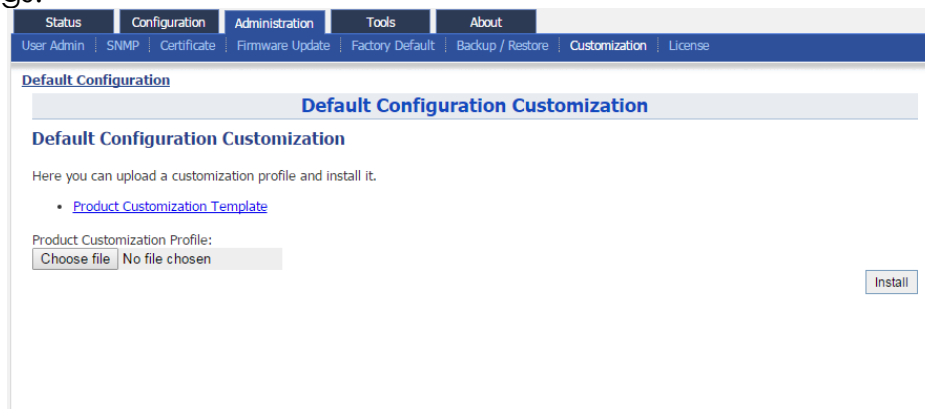 gs.
Status Configuration Administration Tools About
User Admin SNMP Certificate Firmware Update Factory Default Backup / Restore Customization License
Default Configuration
Default Configuration Customization
Default Configuration Customization
Here you can upload a customization profile and install it.
• Product Customization Template
Product Customization Profile:
Choose file No file chosen
Install